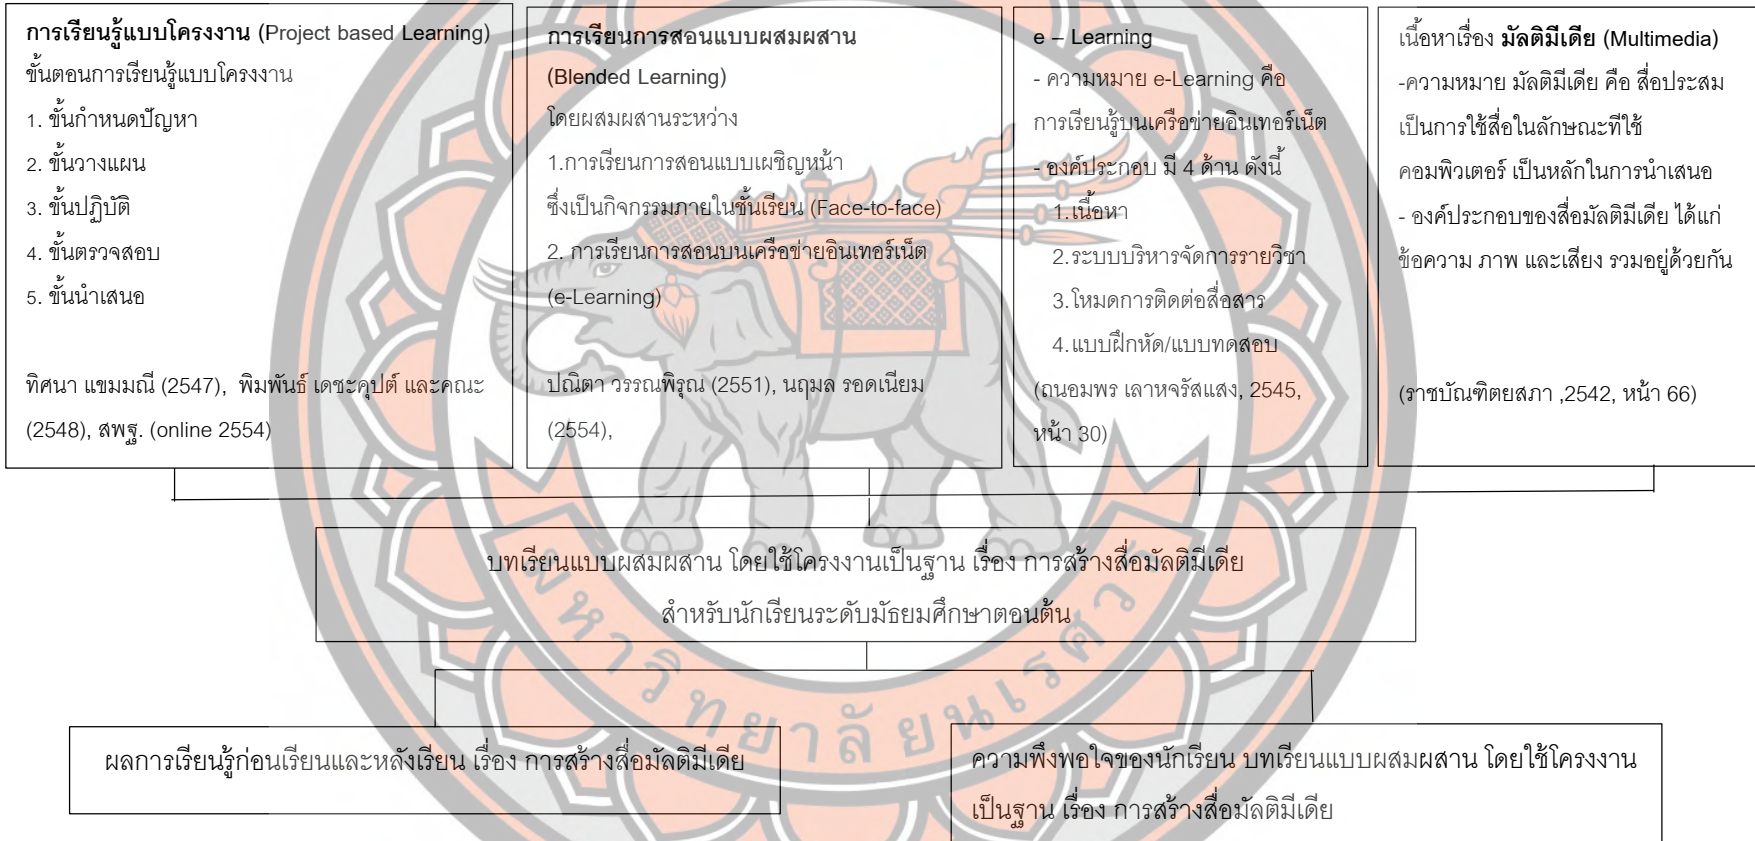 การเรียนรู้แบบโครงงาน (Project based Learning)
ขั้นตอนการเรียนรู้แบบโครงงาน
1. ขั้นกำหนดปัญหา
2. ขั้นวางแผน
3. ขั้นปฏิบัติ
4. ขั้นตรวจสอบ
5. ขั้นนำเสนอ
ทิศนา แขมมณี (2547), พิมพันธ์ เดชะคุปต์ และคณะ
(2548), สพฐ. (online 2554)
การเรียนการสอนแบบผสมผสาน
(Blended Learning)
โดยผสมผสานระหว่าง
1.การเรียนการสอนแบบเผชิญหน้า
ซึ่งเป็นกิจกรรมภายในชั้นเรียน (Face-to-face)
2. การเรียนการสอนบนเครือข่ายอินเทอร์เน็ต
(e-Learning)
ปณิตา วรรณพิรุณ (2551), นฤมล รอดเนียม
(2554),
e – Learning
- ความหมาย e-Learning คือ
การเรียนรู้บนเครือข่ายอินเทอร์เน็ต
- องค์ประกอบ มี 4 ด้าน ดังนี้
1.เนื้อหา
2.ระบบบริหารจัดการรายวิชา
3.โหมดการติดต่อสื่อสาร
4.แบบฝึกหัด/แบบทดสอบ
(ถนอมพร เลาหจรัสแสง, 2545,
หน้า 30)
เนื้อหาเรื่อง มัลติมีเดีย (Multimedia)
-ความหมาย มัลติมีเดีย คือ สื่อประสม
เป็นการใช้สื่อในลักษณะที่ใช้
คอมพิวเตอร์ เป็นหลักในการนำเสนอ
- องค์ประกอบของสื่อมัลติมีเดีย ได้แก่
ข้อความ ภาพ และเสียง รวมอยู่ด้วยกัน
(ราชบัณฑิตยสภา ,2542, หน้า 66)
บทเรียนแบบผสมผสาน โดยใช้โครงงานเป็นฐาน เรื่อง การสร้างสื่อมัลติมีเดีย
สำหรับนักเรียนระดับมัธยมศึกษาตอนต้น
มหาวิทยาลัยนเรศวร
ผลการเรียนรู้ก่อนเรียนและหลังเรียน เรื่อง การสร้างสื่อมัลติมีเดีย
ความพึงพอใจของนักเรียน บทเรียนแบบผสมผสาน โดยใช้โครงงาน
เป็นฐาน เรื่อง การสร้างสื่อมัลติมีเดีย